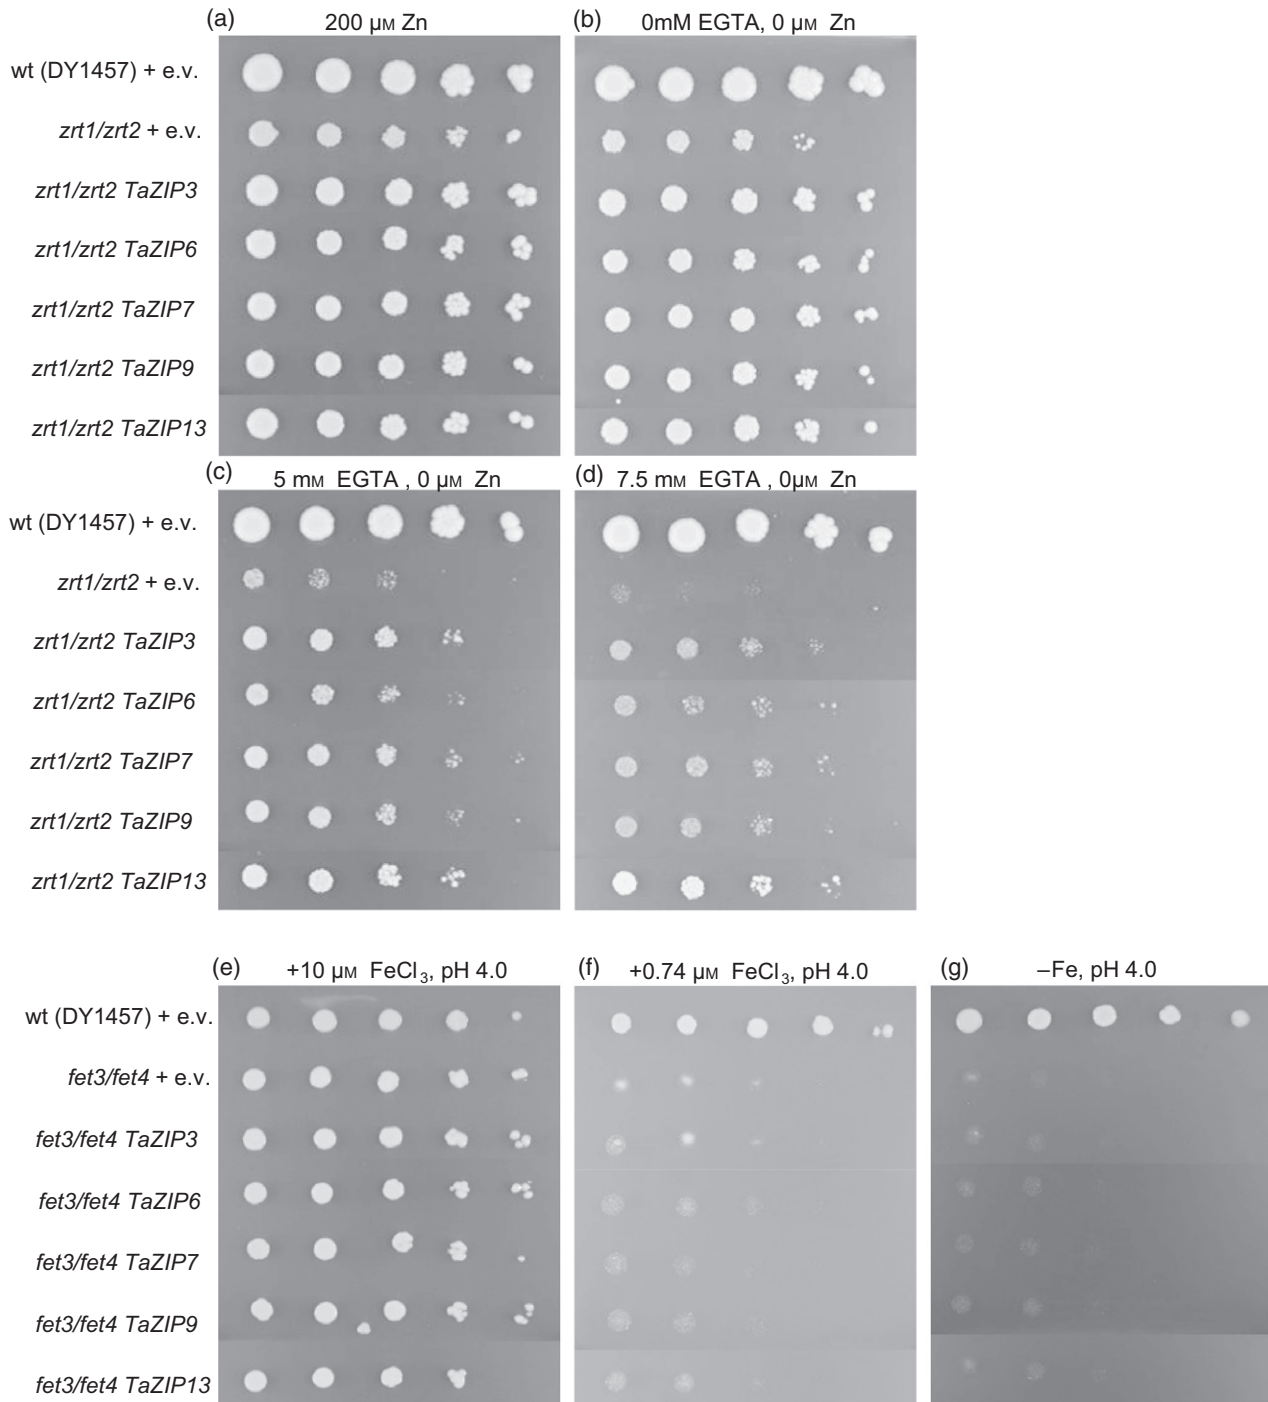 (a) 200 µM Zn
(b) 0mM EGTA, 0 µM Zn
wt (DY1457) + e.v.
zrt1/zrt2 + e.v.
zrt1/zrt2 TaZIP3
zrt1/zrt2 TaZIP6
zrt1/zrt2 TaZIP7
zrt1/zrt2 TaZIP9
zrt1/zrt2 TaZIP13
(c) 5 mM EGTA , 0 µM Zn
(d) 7.5 mM EGTA , 0µM Zn
wt (DY1457) + e.v.
zrt1/zrt2 + e.v.
zrt1/zrt2 TaZIP3
zrt1/zrt2 TaZIP6
zrt1/zrt2 TaZIP7
zrt1/zrt2 TaZIP9
zrt1/zrt2 TaZIP13
(e) +10 µM FeCl₃, pH 4.0
(f) +0.74 µM FeCl₃, pH 4.0
(g) –Fe, pH 4.0
wt (DY1457) + e.v.
fet3/fet4 + e.v.
fet3/fet4 TaZIP3
fet3/fet4 TaZIP6
fet3/fet4 TaZIP7
fet3/fet4 TaZIP9
fet3/fet4 TaZIP13